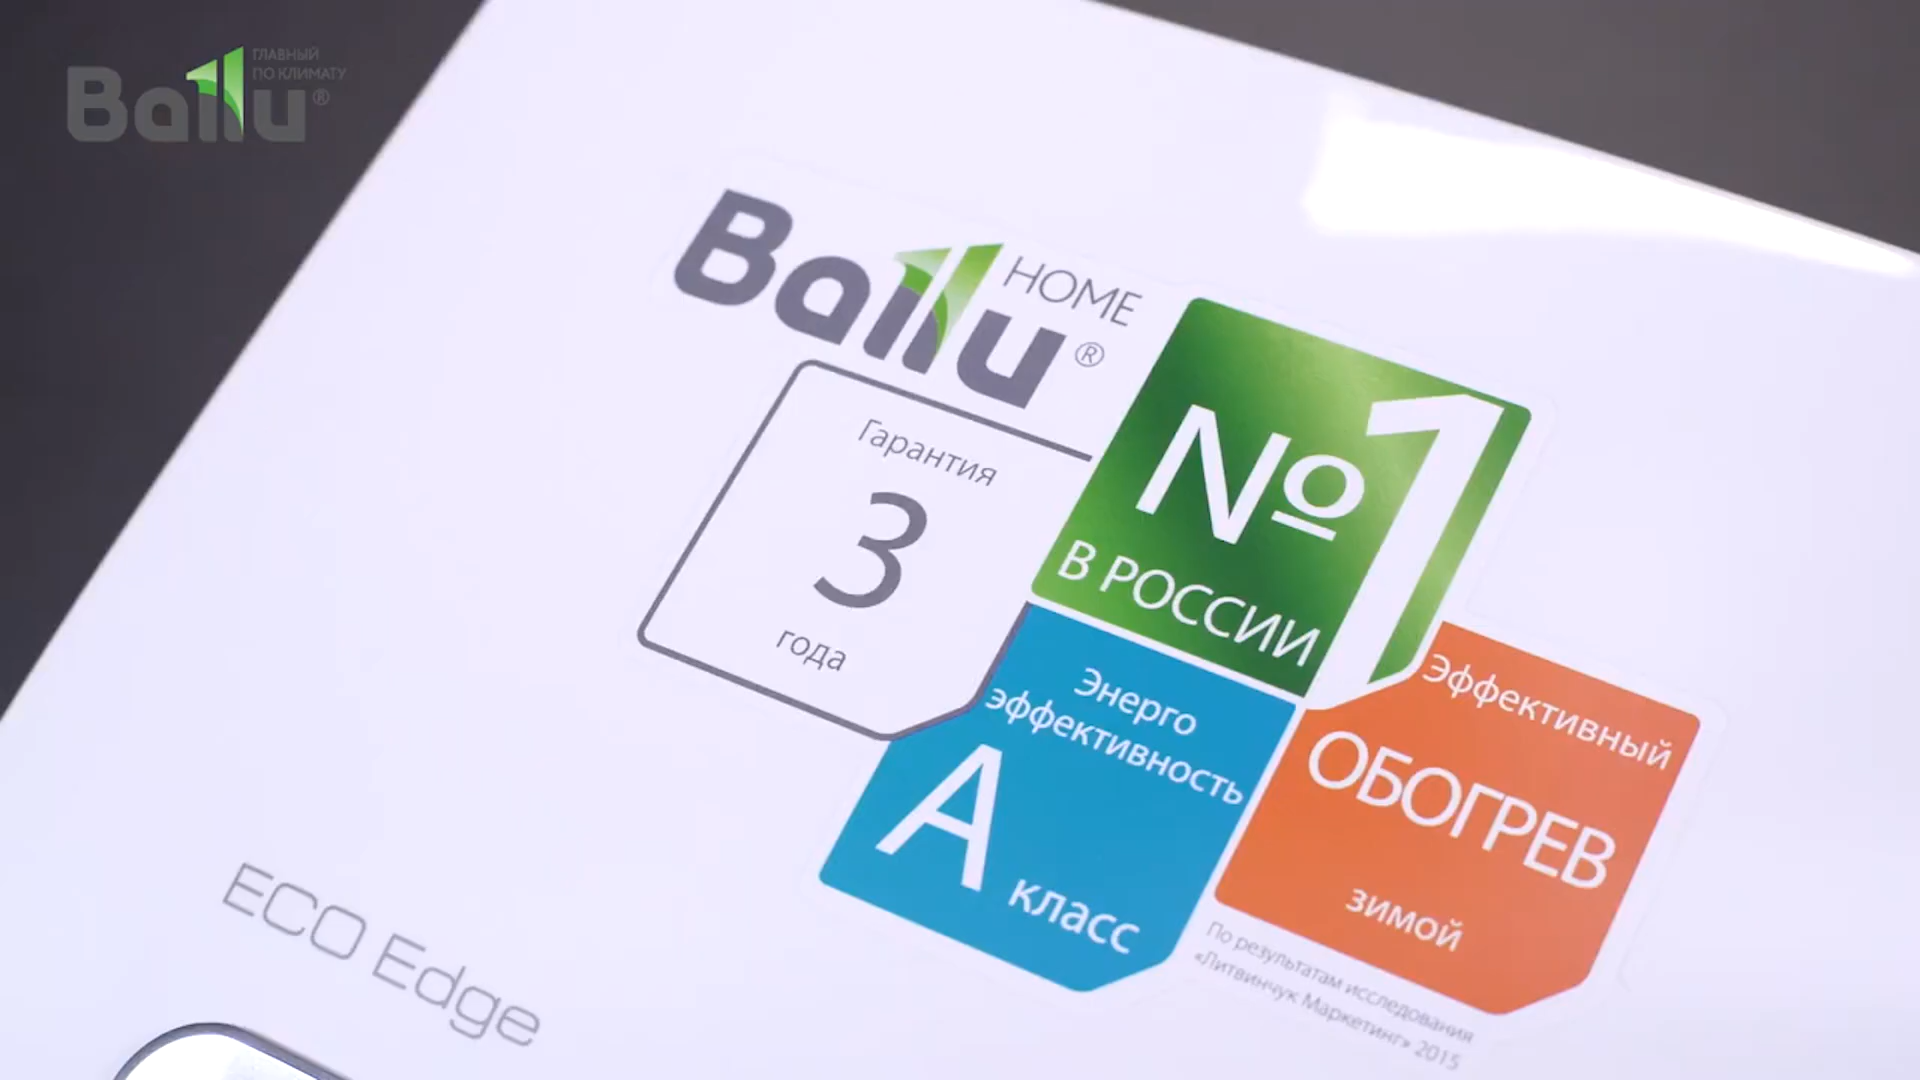 Ballu®
ГЛАВНЫЙ
ПО КЛИМАТУ
Ballu®
HOME
Гарантия
3
года
№1
В РОССИИ
Энерго
эффективность
А класс
Эффективный
ОБОГРЕВ
зимой
По результатам исследования
«Литвинчук Маркетинг» 2015
ECO Edge